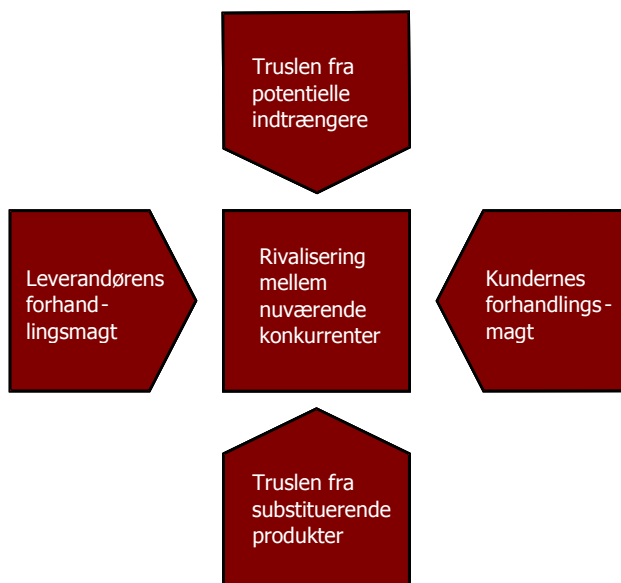 Truslen fra
potentielle
indtrængere
Leverandørens
forhand-
lingsmagt
Rivalisering
mellem
nuværende
konkurrenter
Kundernes
forhandlings-
magt
Truslen fra
substituerende
produkter